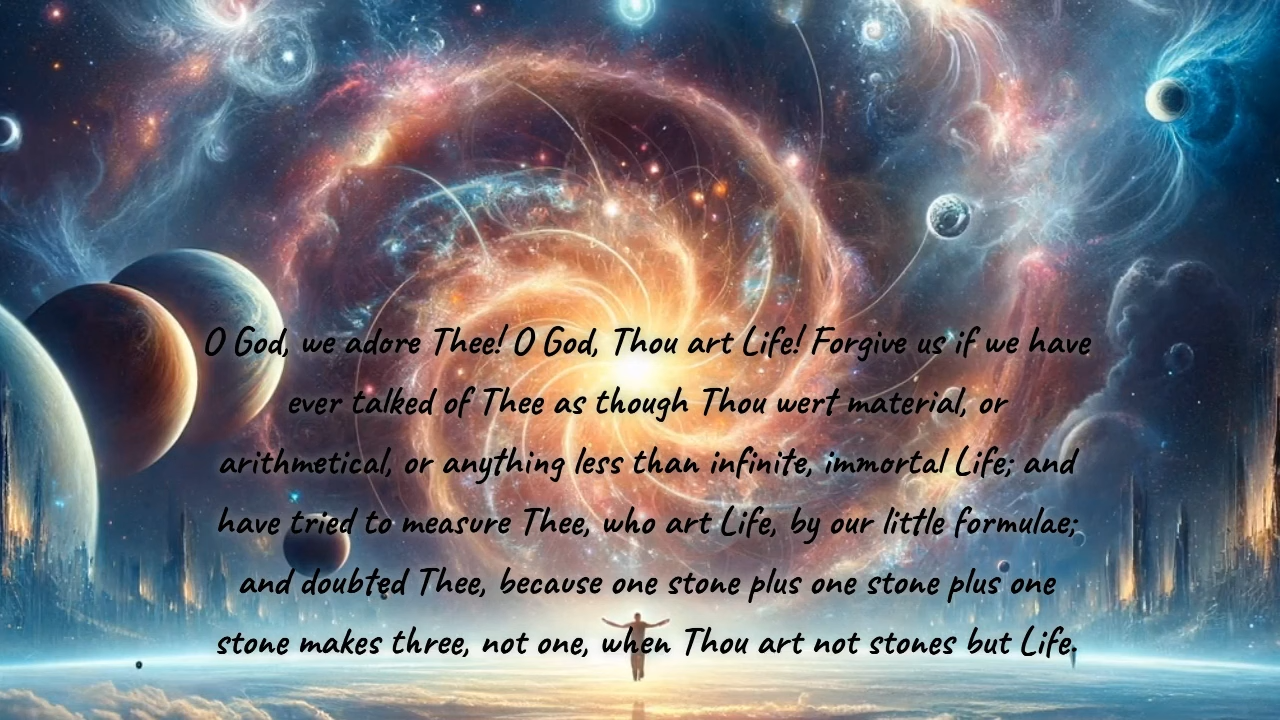 O God, we adore Thee! O God, Thou art Life! Forgive us if we have
ever talked of Thee as though Thou wert material, or
arithmetical, or anything less than infinite, immortal Life; and
have tried to measure Thee, who art Life, by our little formulae;
and doubted Thee, because one stone plus one stone plus one
stone makes three, not one, when Thou art not stones but Life.